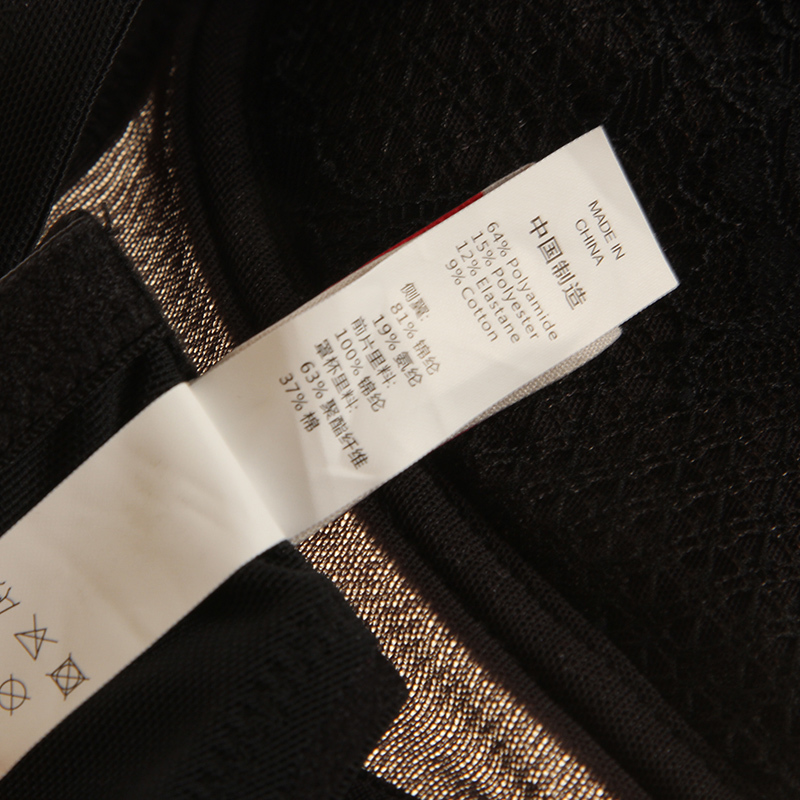 MADE IN
CHINA
中国制造
64% Polyamide
15% Polyester
12% Elastane
9% Cotton
侧翼:
81% 锦纶
19% 氨纶
前片里料:
100% 锦纶
罩杯里料:
63% 聚酯纤维
37% 棉